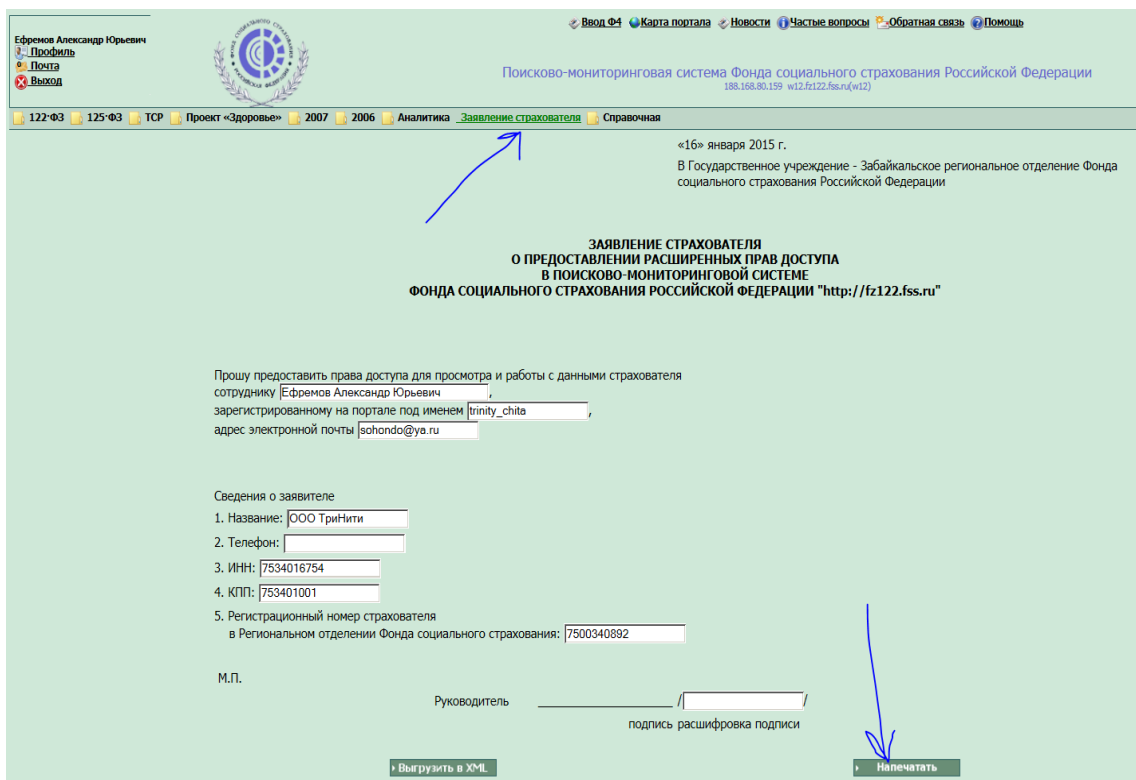 Ввод Ф4 Карта портала Новости Частые вопросы Обратная связь Помощь
Ефремов Александр Юрьевич
Профиль
Почта
Выход
Поисково-мониторинговая система Фонда социального страхования Российской Федерации
188.168.80.159 w12.fz122.fss.ru(w12)
122-ФЗ 125-ФЗ ТСР Проект «Здоровье» 2007 2006 Аналитика Заявление страхователя Справочная
«16» января 2015 г.
В Государственное учреждение - Забайкальское региональное отделение Фонда
социального страхования Российской Федерации
ЗАЯВЛЕНИЕ СТРАХОВАТЕЛЯ
О ПРЕДОСТАВЛЕНИИ РАСШИРЕННЫХ ПРАВ ДОСТУПА
В ПОИСКОВО-МОНИТОРИНГОВОЙ СИСТЕМЕ
ФОНДА СОЦИАЛЬНОГО СТРАХОВАНИЯ РОССИЙСКОЙ ФЕДЕРАЦИИ "http://fz122.fss.ru"
Прошу предоставить права доступа для просмотра и работы с данными страхователя
сотруднику Ефремов Александр Юрьевич,
зарегистрированному на портале под именем trinity_chita,
адрес электронной почты sohondo@ya.ru
Сведения о заявителе
1. Название: ООО ТриНити
2. Телефон:
3. ИНН: 7534016754
4. КПП: 753401001
5. Регистрационный номер страхователя
в Региональном отделении Фонда социального страхования: 7500340892
М.П.
Руководитель / /
подпись расшифровка подписи
Выгрузить в XML Напечатать